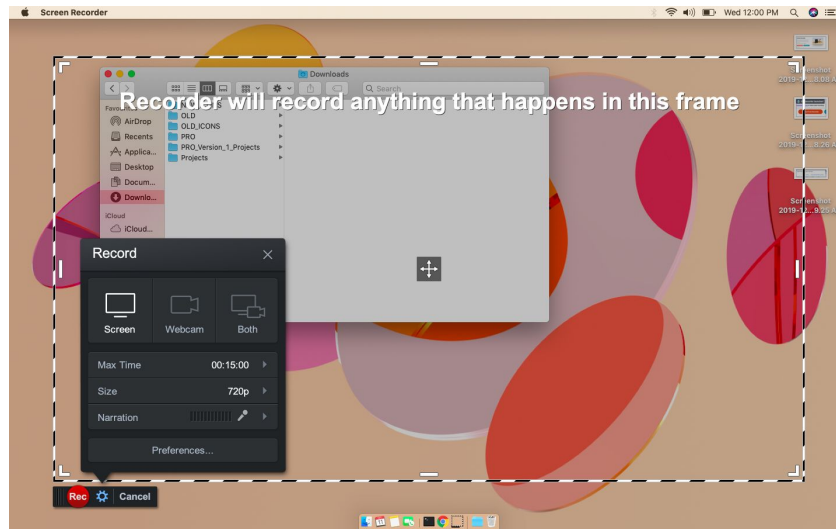 Screen Recorder
Wed 12:00 PM
Downloads
Search
Recorder will record anything that happens in this frame
AirDrop
Recents
Applica...
Desktop
Docum...
Downlo...
iCloud
iCloud...
OLD
OLD_ICONS
PRO
PRO_Version_1_Projects
Projects
Screenshot
Screenshot
Screenshot
Record
Screen
Webcam
Both
Max Time 00:15:00
Size 720p
Narration
Preferences...
Rec
Cancel